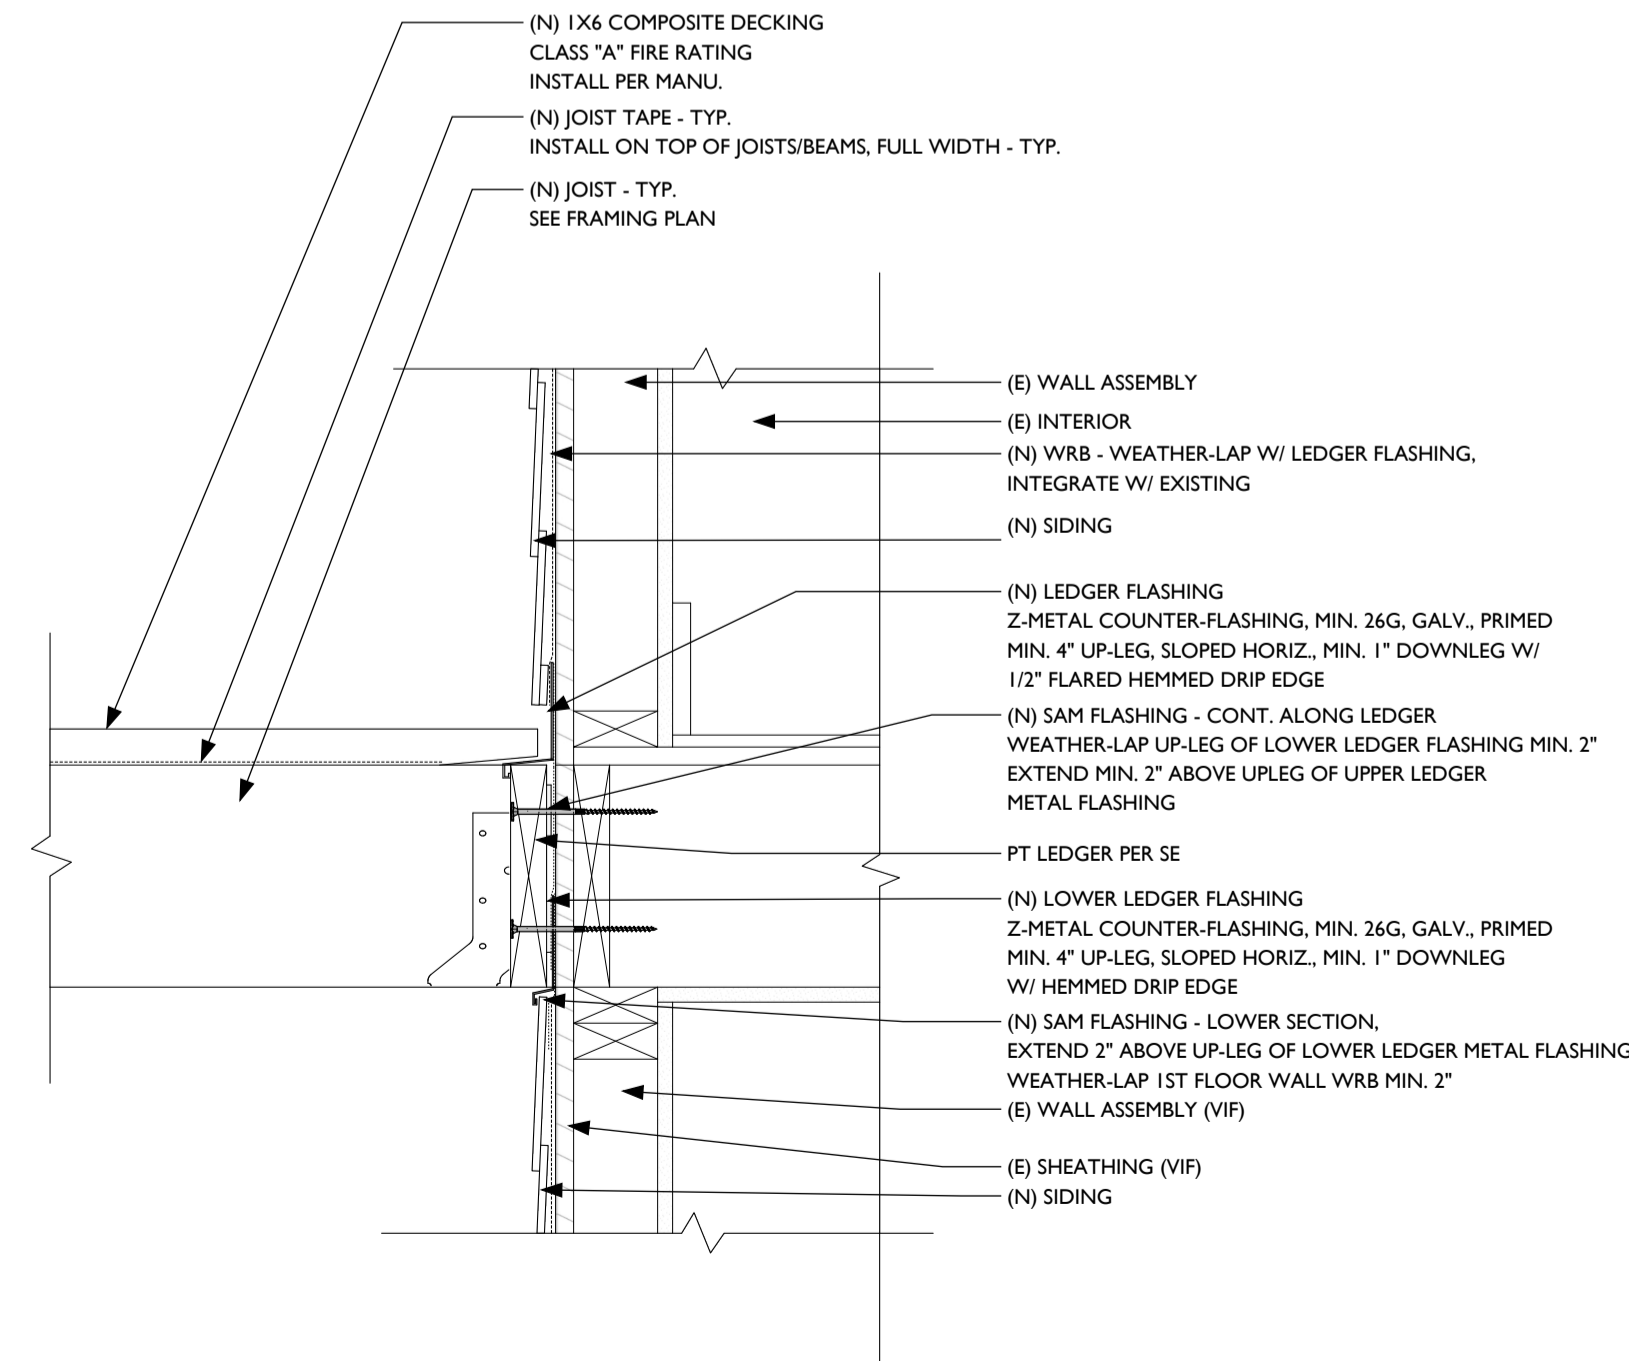 (N) 1X6 COMPOSITE DECKING
CLASS "A" FIRE RATING
INSTALL PER MANU.
(N) JOIST TAPE - TYP.
INSTALL ON TOP OF JOISTS/BEAMS, FULL WIDTH - TYP.
(N) JOIST - TYP.
SEE FRAMING PLAN
(E) WALL ASSEMBLY
(E) INTERIOR
(N) WRB - WEATHER-LAP W/ LEDGER FLASHING,
INTEGRATE W/ EXISTING
(N) SIDING
(N) LEDGER FLASHING
Z-METAL COUNTER-FLASHING, MIN. 26G, GALV., PRIMED
MIN. 4" UP-LEG, SLOPED HORIZ., MIN. 1" DOWNLEG W/
1/2" FLARED HEMMED DRIP EDGE
(N) SAM FLASHING - CONT. ALONG LEDGER
WEATHER-LAP UP-LEG OF LOWER LEDGER FLASHING MIN. 2"
EXTEND MIN. 2" ABOVE UPLEG OF UPPER LEDGER
METAL FLASHING
PT LEDGER PER SE
(N) LOWER LEDGER FLASHING
Z-METAL COUNTER-FLASHING, MIN. 26G, GALV., PRIMED
MIN. 4" UP-LEG, SLOPED HORIZ., MIN. 1" DOWNLEG
W/ HEMMED DRIP EDGE
(N) SAM FLASHING - LOWER SECTION,
EXTEND 2" ABOVE UP-LEG OF LOWER LEDGER METAL FLASHING
WEATHER-LAP 1ST FLOOR WALL WRB MIN. 2"
(E) WALL ASSEMBLY (VIF)
(E) SHEATHING (VIF)
(N) SIDING